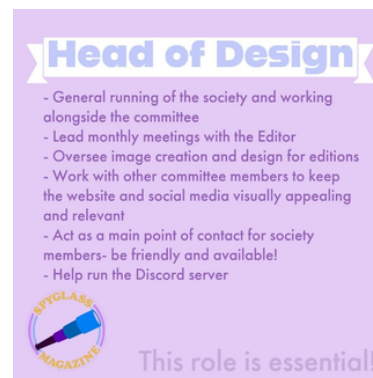 Head of Design
- General running of the society and working
alongside the committee
- Lead monthly meetings with the Editor
- Oversee image creation and design for editions
- Work with other committee members to keep
the website and social media visually appealing
and relevant
- Act as a main point of contact for society
members- be friendly and available!
- Help run the Discord server
SPYGLASS
MAGAZINE
This role is essential!